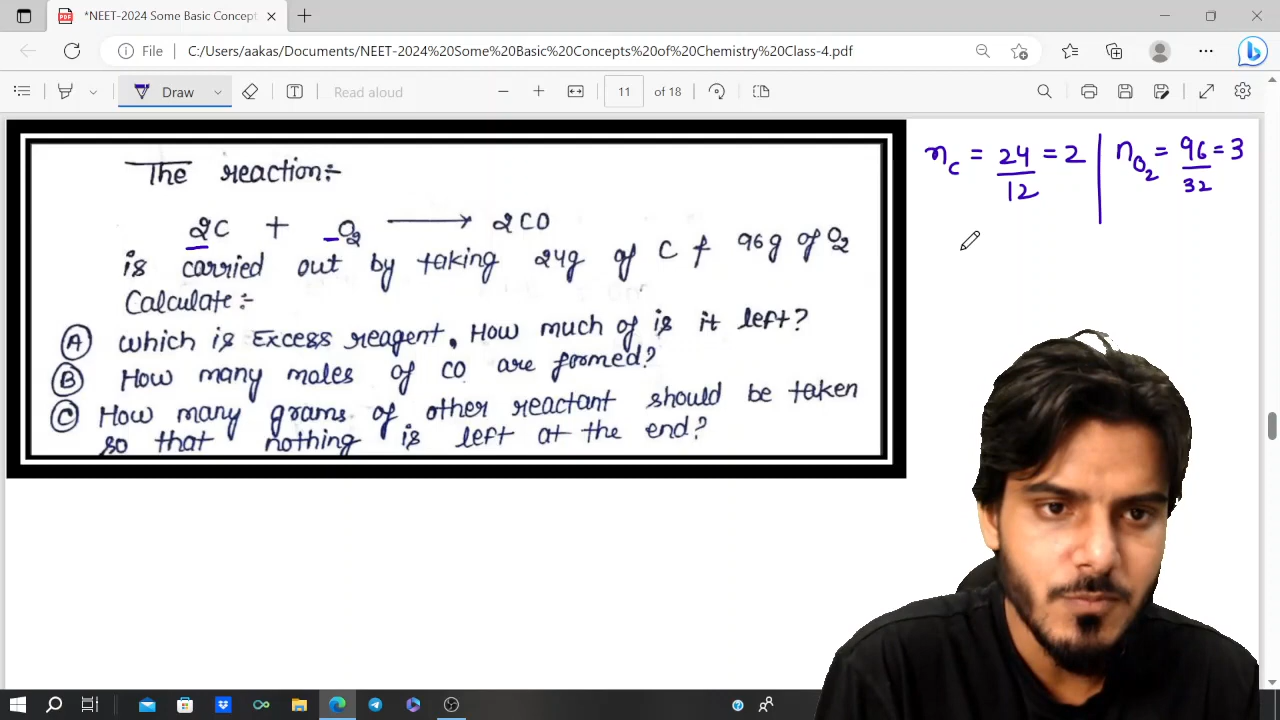 *NEET-2024 Some Basic Concept
File C:/Users/aakas/Documents/NEET-2024%20Some%20Basic%20Concepts%20of%20Chemistry%20Class-4.pdf
Draw Read aloud 11 of 18
The reaction:-
2C + O₂ ⟶ 2CO
is carried out by taking 24g of C & 96g of O₂
Calculate:-
(A) which is Excess reagent. How much of is it left?
(B) How many moles of CO are formed?
(C) How many grams of other reactant should be taken
so that nothing is left at the end?
n_C = 24/12 = 2 | n_O₂ = 96/32 = 3